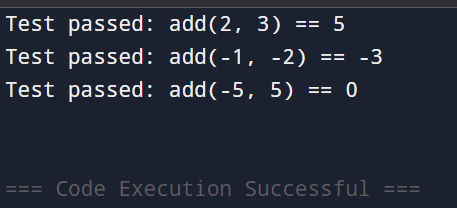 Test passed: add(2, 3) == 5
Test passed: add(-1, -2) == -3
Test passed: add(-5, 5) == 0
=== Code Execution Successful ===